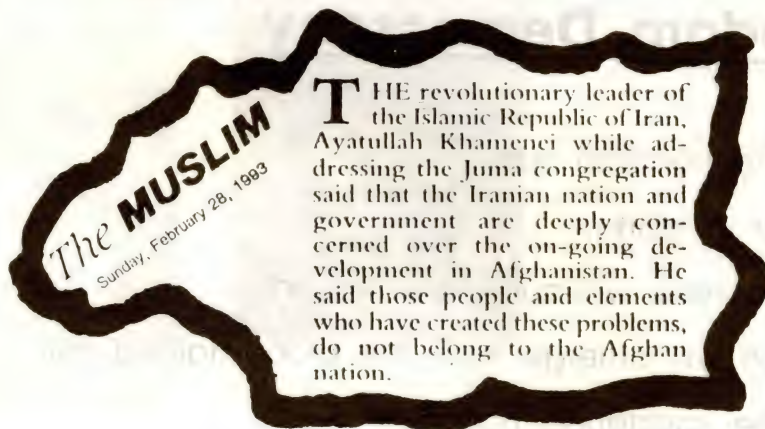 The MUSLIM
Sunday, February 28, 1993
THE revolutionary leader of
the Islamic Republic of Iran,
Ayatullah Khamenei while ad-
dressing the Juma congregation
said that the Iranian nation and
government are deeply con-
cerned over the on-going de-
velopment in Afghanistan. He
said those people and elements
who have created these problems,
do not belong to the Afghan
nation.